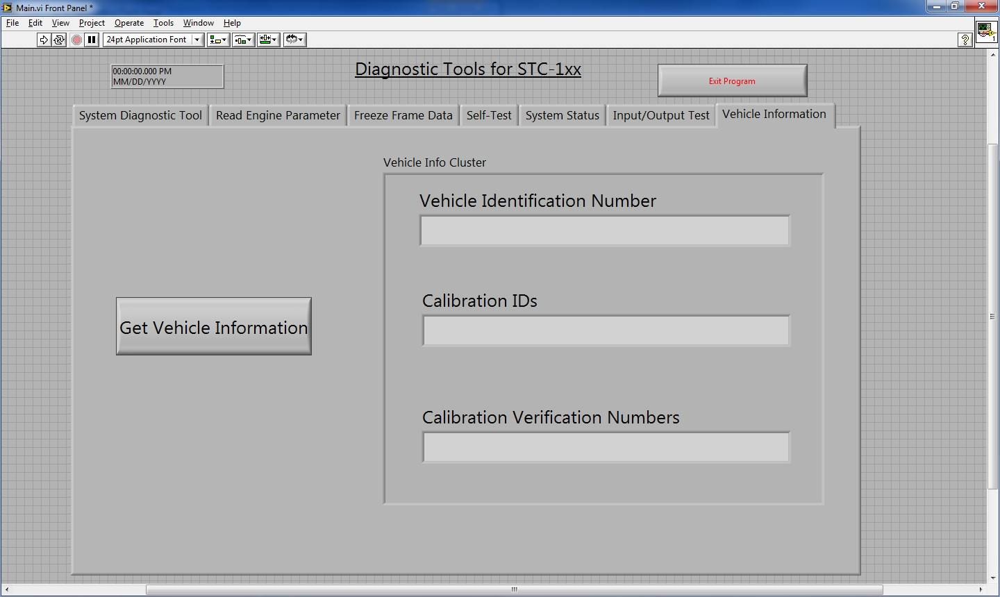 Main.vi Front Panel *
File Edit View Project Operate Tools Window Help
24pt Application Font
?
1
00:00:00.000 PM
MM/DD/YYYY
Diagnostic Tools for STC-1xx
Exit Program
System Diagnostic Tool Read Engine Parameter Freeze Frame Data Self-Test System Status Input/Output Test Vehicle Information
Vehicle Info Cluster
Vehicle Identification Number
Calibration IDs
Get Vehicle Information
Calibration Verification Numbers